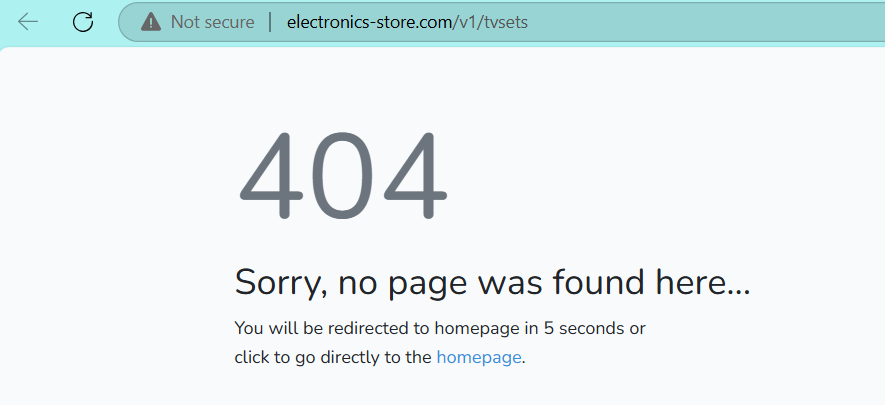 Not secure | electronics-store.com/v1/tvsets
404
Sorry, no page was found here...
You will be redirected to homepage in 5 seconds or
click to go directly to the homepage.